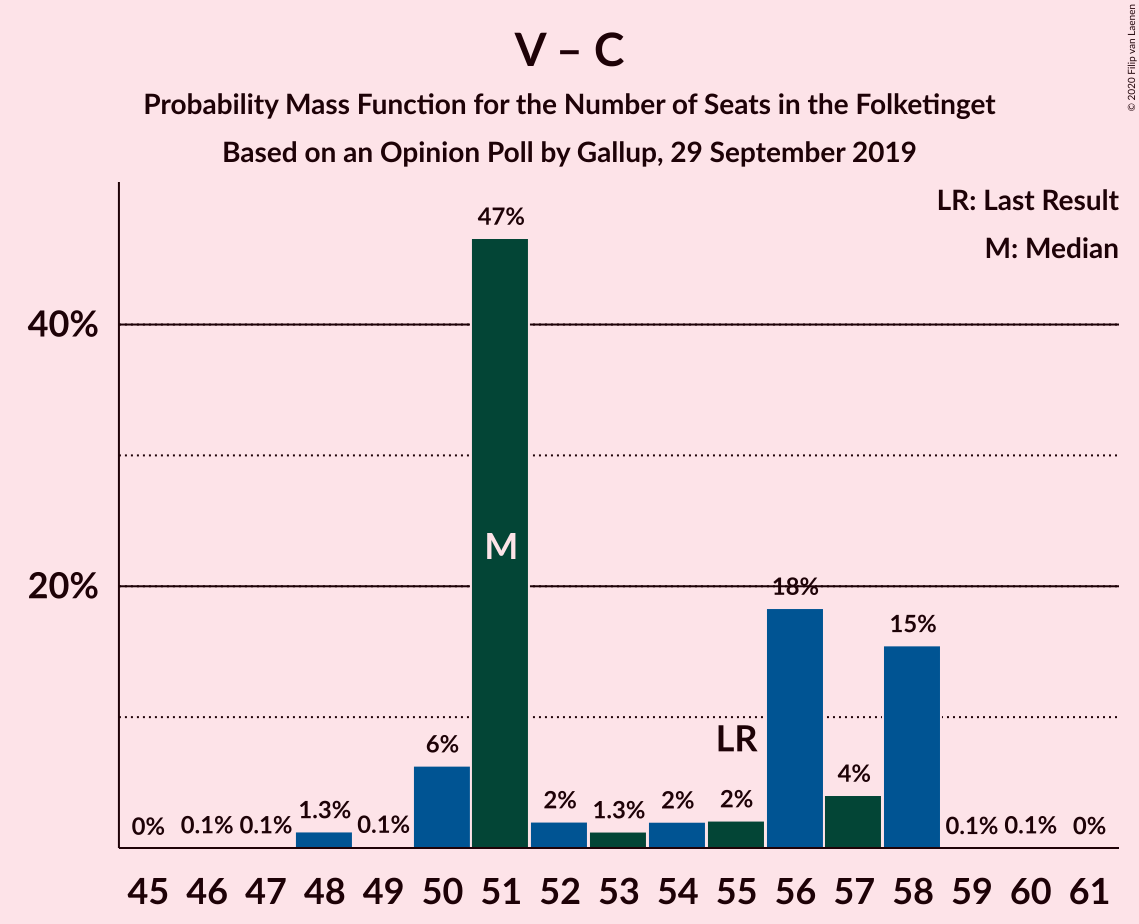 V – C
Probability Mass Function for the Number of Seats in the Folketinget
Based on an Opinion Poll by Gallup, 29 September 2019
© 2020 Filip van Laenen
LR: Last Result
M: Median
40%
20%
0%
0.1%
0.1%
1.3%
0.1%
6%
47%
M
2%
1.3%
2%
2%
LR
18%
4%
15%
0.1%
0.1%
0%
45 46 47 48 49 50 51 52 53 54 55 56 57 58 59 60 61